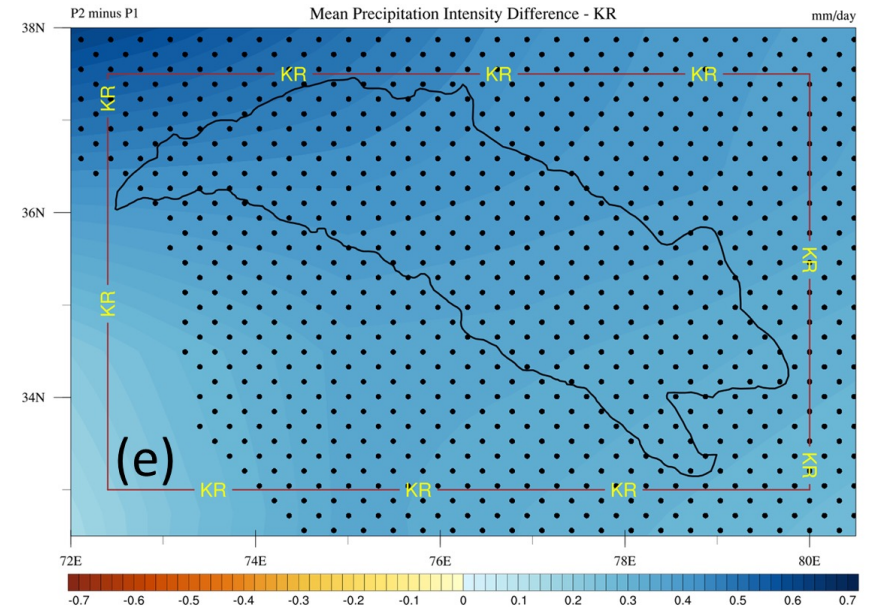 P2 minus P1 Mean Precipitation Intensity Difference - KR mm/day
38N
KR KR KR
KR
36N
KR
KR
34N
(e)
KR
KR KR KR
72E 74E 76E 78E 80E
-0.7 -0.6 -0.5 -0.4 -0.3 -0.2 -0.1 0 0.1 0.2 0.3 0.4 0.5 0.6 0.7